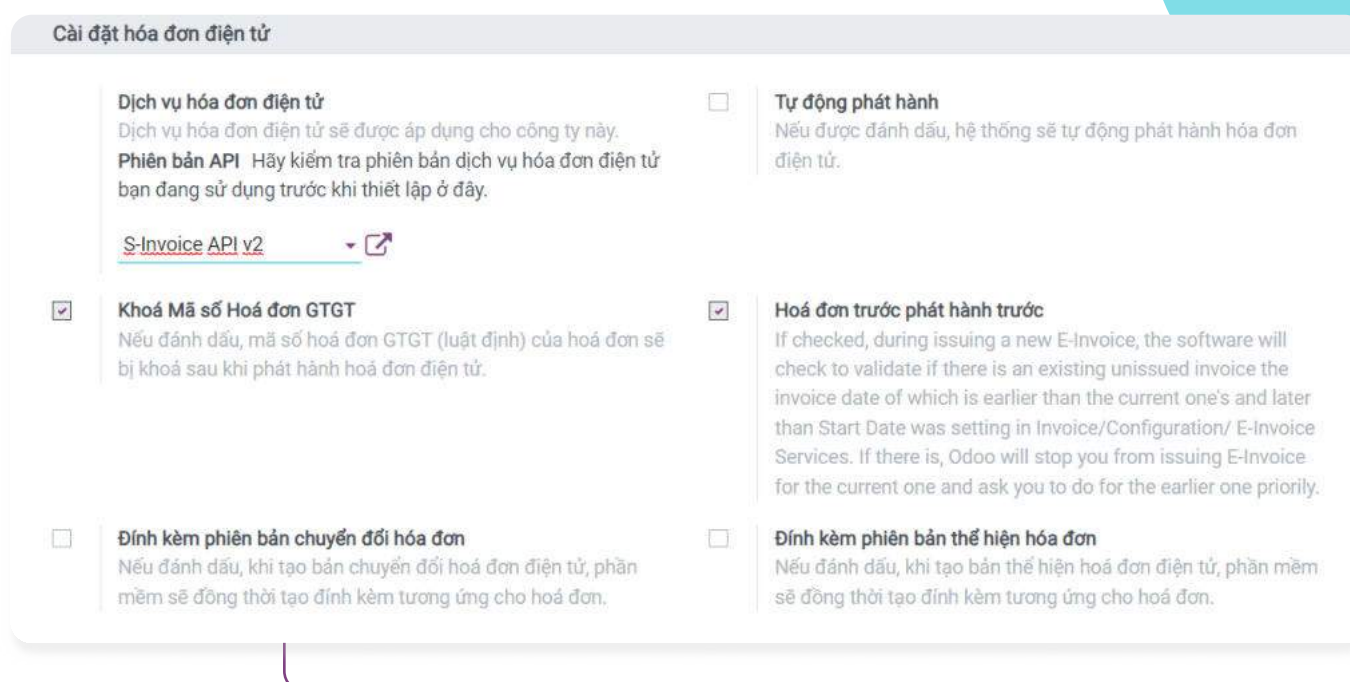 Cài đặt hóa đơn điện tử
Dịch vụ hóa đơn điện tử
Dịch vụ hóa đơn điện tử sẽ được áp dụng cho công ty này.
Phiên bản API Hãy kiểm tra phiên bản dịch vụ hóa đơn điện tử
bạn đang sử dụng trước khi thiết lập ở đây.
S-Invoice API v2
Tự động phát hành
Nếu được đánh dấu, hệ thống sẽ tự động phát hành hóa đơn
điện tử.
Khoá Mã số Hoá đơn GTGT
Nếu đánh dấu, mã số hoá đơn GTGT (luật định) của hoá đơn sẽ
bị khoá sau khi phát hành hoá đơn điện tử.
Hoá đơn trước phát hành trước
If checked, during issuing a new E-Invoice, the software will
check to validate if there is an existing unissued invoice the
invoice date of which is earlier than the current one's and later
than Start Date was setting in Invoice/Configuration/ E-Invoice
Services. If there is, Odoo will stop you from issuing E-Invoice
for the current one and ask you to do for the earlier one priorily.
Đính kèm phiên bản chuyển đổi hóa đơn
Nếu đánh dấu, khi tạo bản chuyển đổi hoá đơn điện tử, phần
mềm sẽ đồng thời tạo đính kèm tương ứng cho hoá đơn.
Đính kèm phiên bản thể hiện hóa đơn
Nếu đánh dấu, khi tạo bản thể hiện hoá đơn điện tử, phần mềm
sẽ đồng thời tạo đính kèm tương ứng cho hoá đơn.